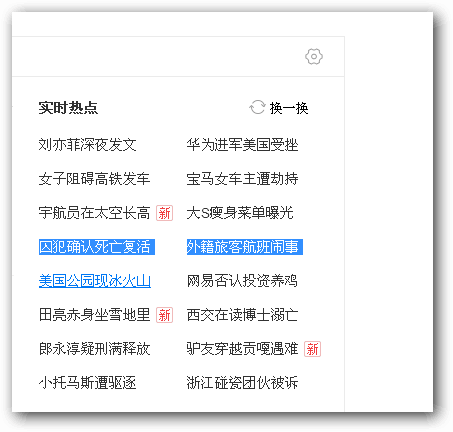 实时热点 换一换
刘亦菲深夜发文 华为进军美国受挫
女子阻碍高铁发车 宝马女车主遭劫持
宇航员在太空长高 新 大S瘦身菜单曝光
囚犯确认死亡复活 外籍旅客航班闹事
美国公园现冰火山 网易否认投资养鸡
田亮赤身坐雪地里 新 西交在读博士溺亡
郎永淳疑刑满释放 驴友穿越贡嘎遇难 新
小托马斯遭驱逐 浙江碰瓷团伙被诉